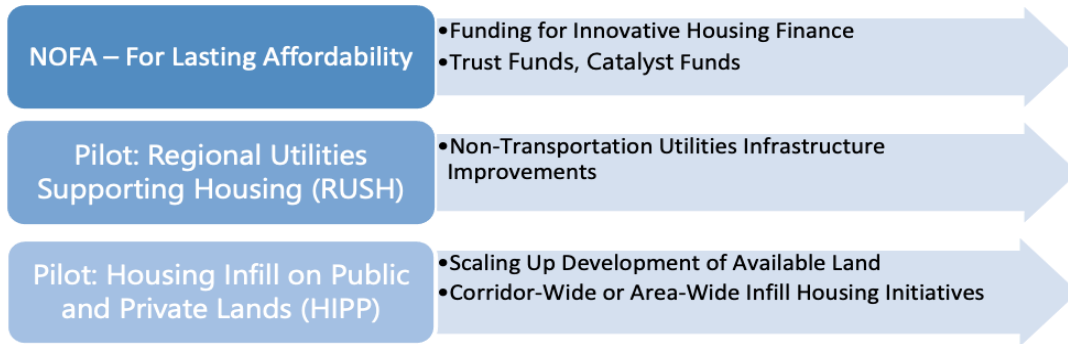 NOFA – For Lasting Affordability
•Funding for Innovative Housing Finance
•Trust Funds, Catalyst Funds
Pilot: Regional Utilities
Supporting Housing (RUSH)
•Non-Transportation Utilities Infrastructure
Improvements
Pilot: Housing Infill on Public
and Private Lands (HIPP)
•Scaling Up Development of Available Land
•Corridor-Wide or Area-Wide Infill Housing Initiatives